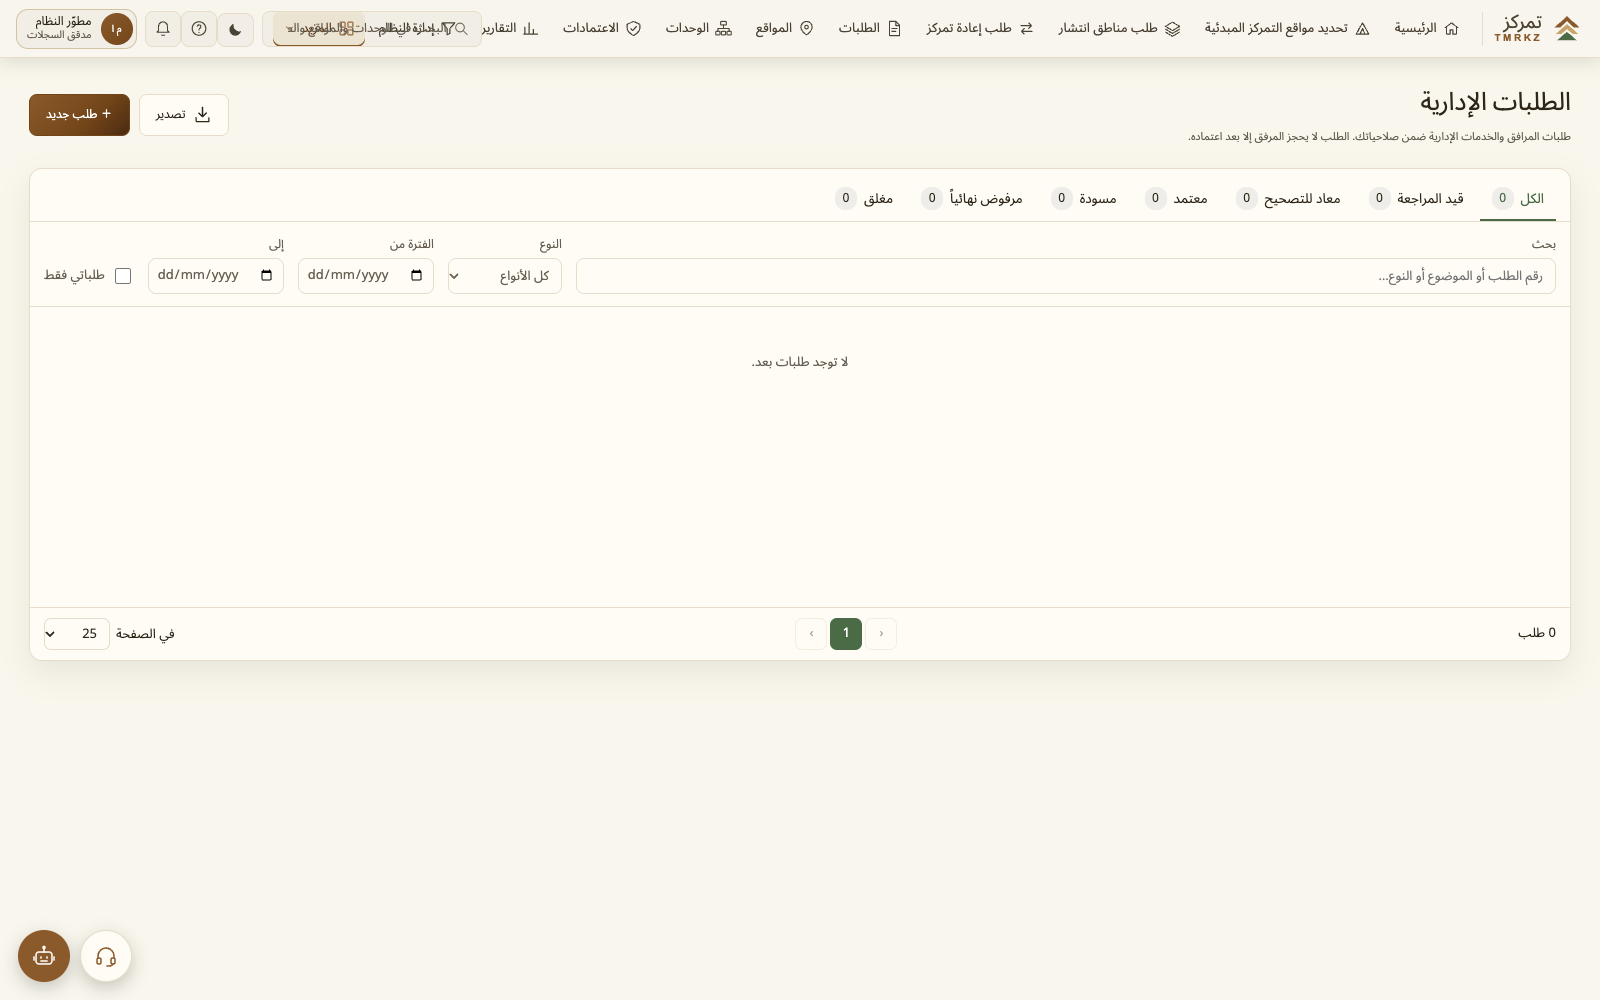 تمركز
TMRKZ
الرئيسية
تحديد مواقع التمركز المبدئية
طلب مناطق انتشار
طلب إعادة تمركز
الطلبات
المواقع
الوحدات
الاعتمادات
التقارير
إدارة النظام
مطوّر النظام
مدقق السجلات
م ا
الطلبات الإدارية
طلبات المرافق والخدمات الإدارية ضمن صلاحياتك. الطلب لا يحجز المرفق إلا بعد اعتماده.
تصدير
+ طلب جديد
الكل 0
قيد المراجعة 0
معاد للتصحيح 0
معتمد 0
مسودة 0
مرفوض نهائياً 0
مغلق 0
بحث
النوع
الفترة من
إلى
رقم الطلب أو الموضوع أو النوع...
كل الأنواع
dd/mm/yyyy
dd/mm/yyyy
طلباتي فقط
لا توجد طلبات بعد.
0 طلب
‹ 1 ›
في الصفحة 25